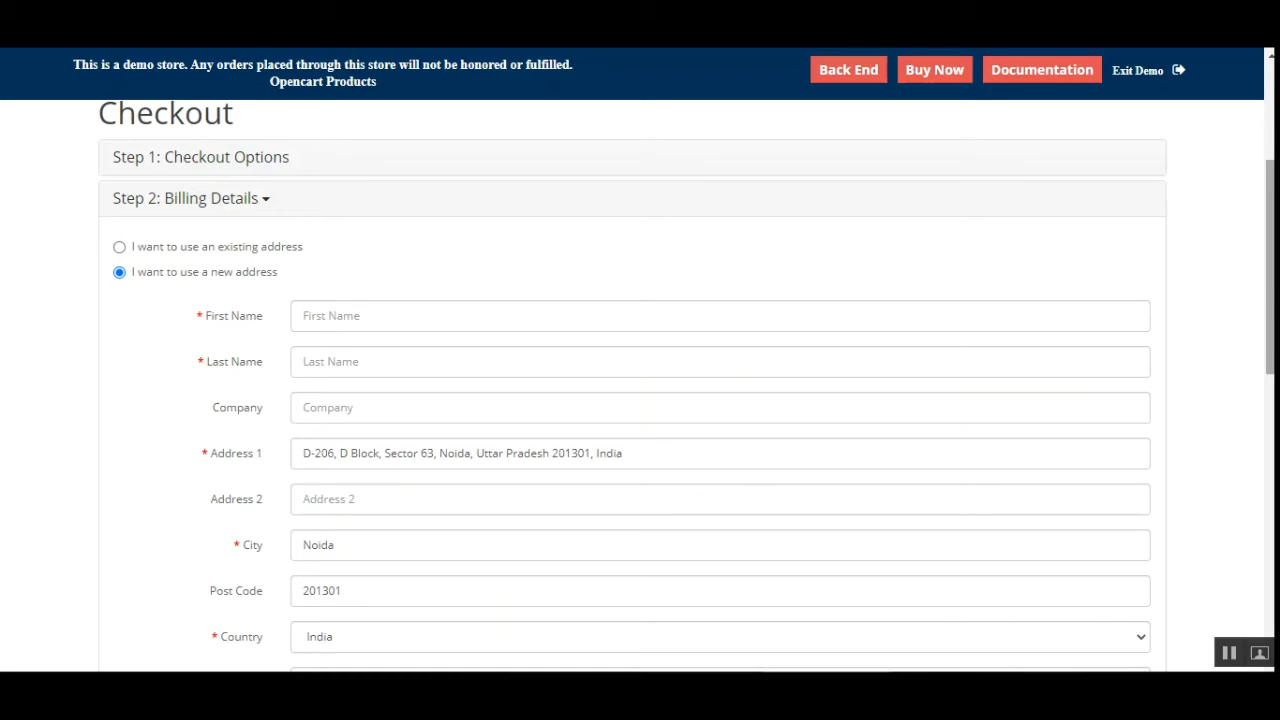 This is a demo store. Any orders placed through this store will not be honored or fulfilled.
Opencart Products
Back End
Buy Now
Documentation
Exit Demo
Checkout
Step 1: Checkout Options
Step 2: Billing Details
I want to use an existing address
I want to use a new address
* First Name
First Name
* Last Name
Last Name
Company
Company
* Address 1
D-206, D Block, Sector 63, Noida, Uttar Pradesh 201301, India
Address 2
Address 2
* City
Noida
Post Code
201301
* Country
India